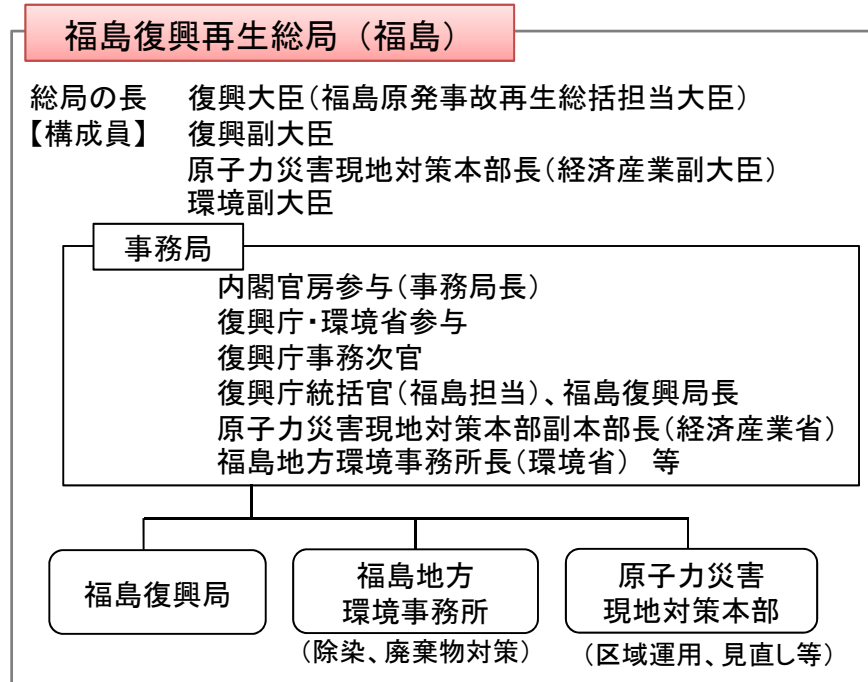 福島復興再生総局（福島）
総局の長　復興大臣（福島原発事故再生総括担当大臣）
【構成員】　復興副大臣
原子力災害現地対策本部長（経済産業副大臣）
環境副大臣
事務局
内閣官房参与（事務局長）
復興庁・環境省参与
復興庁事務次官
復興庁統括官（福島担当）、福島復興局長
原子力災害現地対策本部副本部長（経済産業省）
福島地方環境事務所長（環境省）　等
福島復興局
福島地方
環境事務所
（除染、廃棄物対策）
原子力災害
現地対策本部
（区域運用、見直し等）